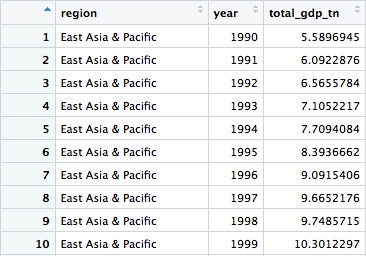 region year total_gdp_tn
1 East Asia & Pacific 1990 5.5896945
2 East Asia & Pacific 1991 6.0922876
3 East Asia & Pacific 1992 6.5655784
4 East Asia & Pacific 1993 7.1052217
5 East Asia & Pacific 1994 7.7094084
6 East Asia & Pacific 1995 8.3936662
7 East Asia & Pacific 1996 9.0915406
8 East Asia & Pacific 1997 9.6652176
9 East Asia & Pacific 1998 9.7485715
10 East Asia & Pacific 1999 10.3012297